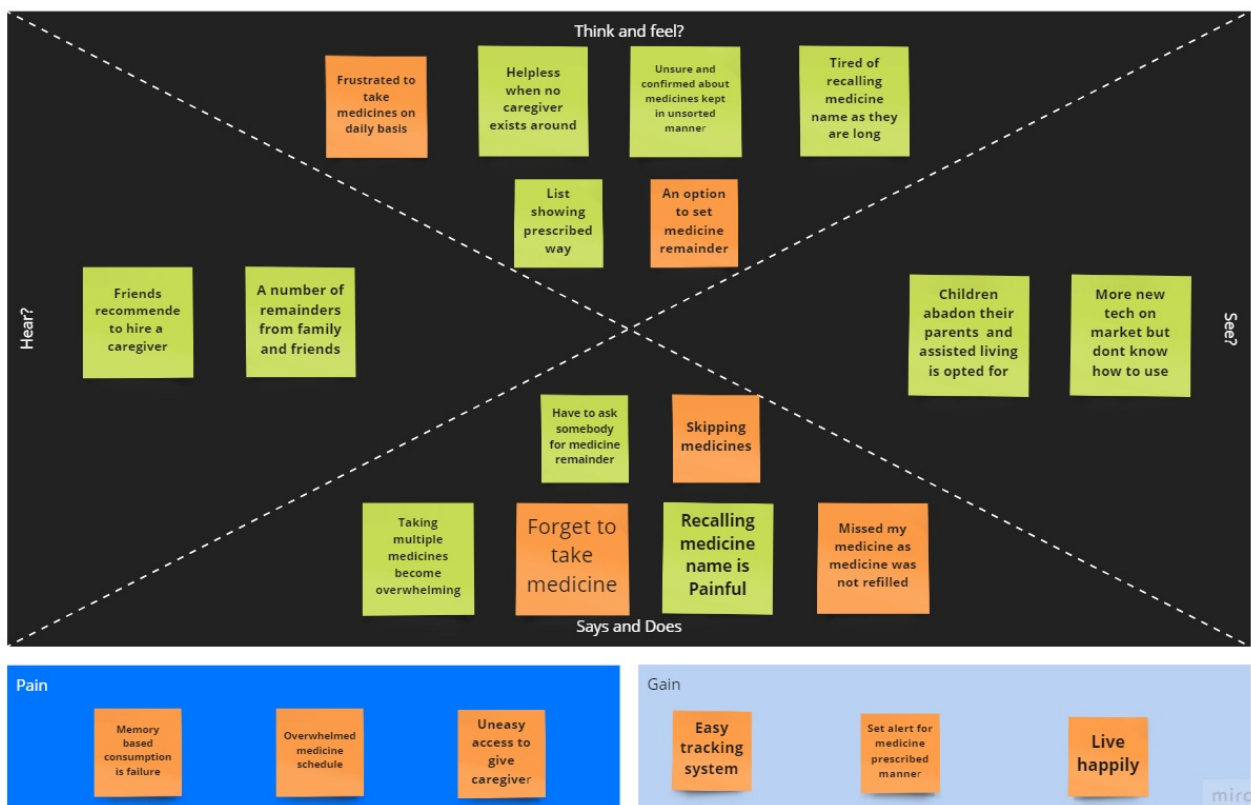 Think and feel?
Frustrated to
take
medicines on
daily basis
Helpless
when no
caregiver
exists around
Unsure and
confirmed about
medicines kept
in unsorted
manner
Tired of
recalling
medicine
name as they
are long
List
showing
prescribed
way
An option
to set
medicine
remainder
Hear?
Friends
recommende
to hire a
caregiver
A number of
remainders
from family
and friends
Children
abadon their
parents and
assisted living
is opted for
More new
tech on
market but
dont know
how to use
See?
Have to ask
somebody
for medicine
remainder
Skipping
medicines
Taking
multiple
medicines
become
overwhelming
Forget to
take
medicine
Recalling
medicine
name is
Painful
Missed my
medicine as
medicine was
not refilled
Says and Does
Pain
Memory
based
consumption
is failure
Overwhelmed
medicine
schedule
Uneasy
access to
give
caregiver
Gain
Easy
tracking
system
Set alert for
medicine
prescribed
manner
Live
happily
miro